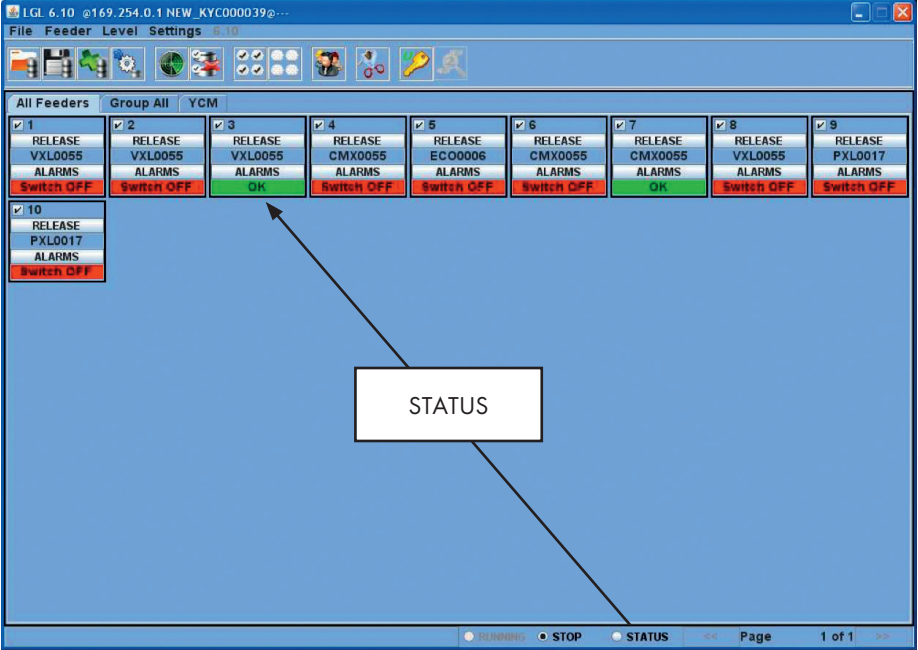 LGL 6.10 @169.254.0.1 NEW_KYC000039@---
File Feeder Level Settings 6.10
All Feeders Group All YCM
1 2 3 4 5 6 7 8 9
RELEASE RELEASE RELEASE RELEASE RELEASE RELEASE RELEASE RELEASE RELEASE
VXL0055 VXL0055 VXL0055 CMX0055 ECO0006 CMX0055 CMX0055 VXL0055 PXL0017
ALARMS ALARMS ALARMS ALARMS ALARMS ALARMS ALARMS ALARMS ALARMS
Switch OFF Switch OFF OK Switch OFF Switch OFF Switch OFF OK Switch OFF Switch OFF
10
RELEASE
PXL0017
ALARMS
Switch OFF
STATUS
RUNNING STOP STATUS << Page 1 of 1 >>